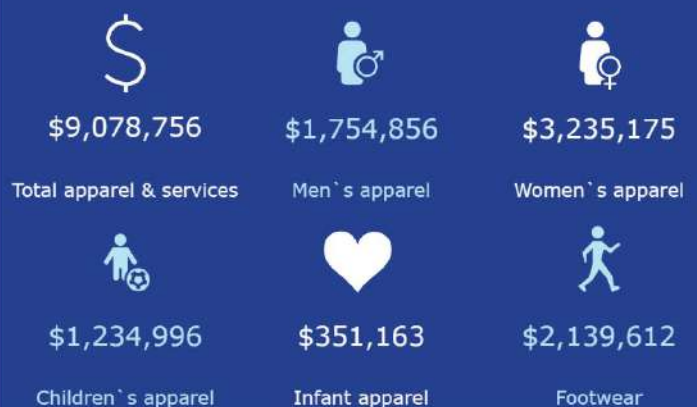 $
$9,078,756
$1,754,856
$3,235,175
Total apparel & services
Men`s apparel
Women`s apparel
$1,234,996
$351,163
$2,139,612
Children`s apparel
Infant apparel
Footwear